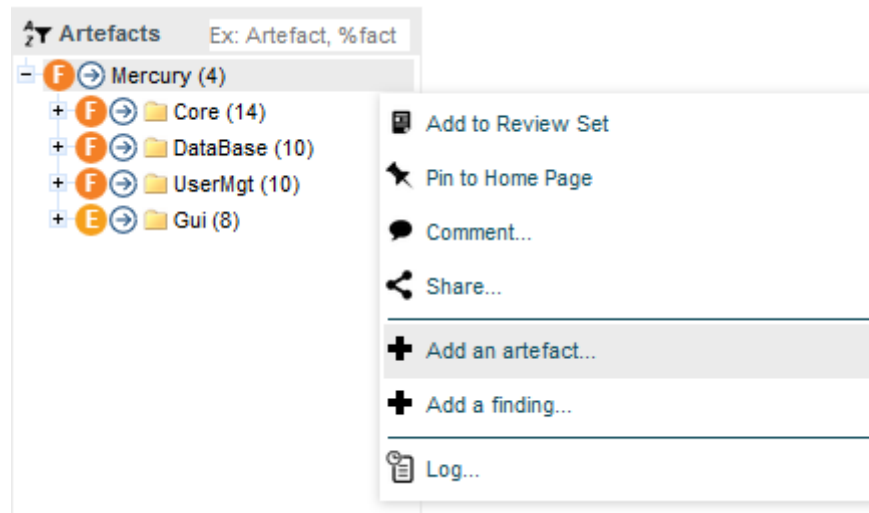 Artefacts Ex: Artefact, %fact
F Mercury (4)
F Core (14)
F DataBase (10)
F UserMgt (10)
E Gui (8)
Add to Review Set
Pin to Home Page
Comment...
Share...
Add an artefact...
Add a finding...
Log...